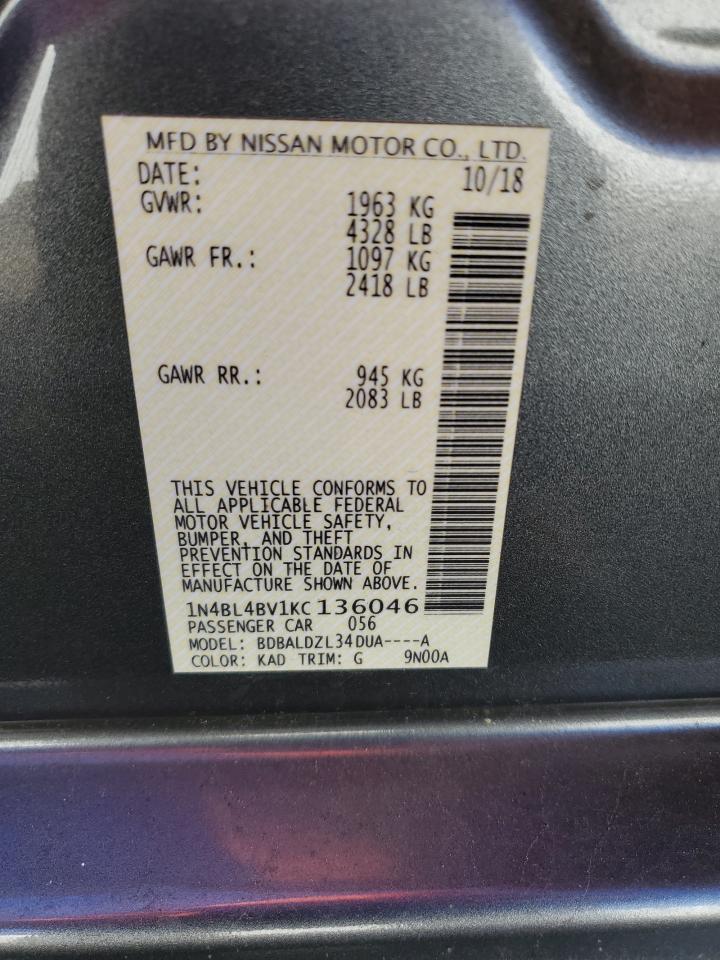 MFD BY NISSAN MOTOR CO., LTD.
DATE: 10/18
GVWR: 1963 KG
4328 LB
GAWR FR.: 1097 KG
2418 LB
GAWR RR.: 945 KG
2083 LB
THIS VEHICLE CONFORMS TO
ALL APPLICABLE FEDERAL
MOTOR VEHICLE SAFETY,
BUMPER, AND THEFT
PREVENTION STANDARDS IN
EFFECT ON THE DATE OF
MANUFACTURE SHOWN ABOVE.
1N4BL4BV1KC136046
PASSENGER CAR 056
MODEL: BDBALDZL34DUA----A
COLOR: KAD TRIM: G 9N00A